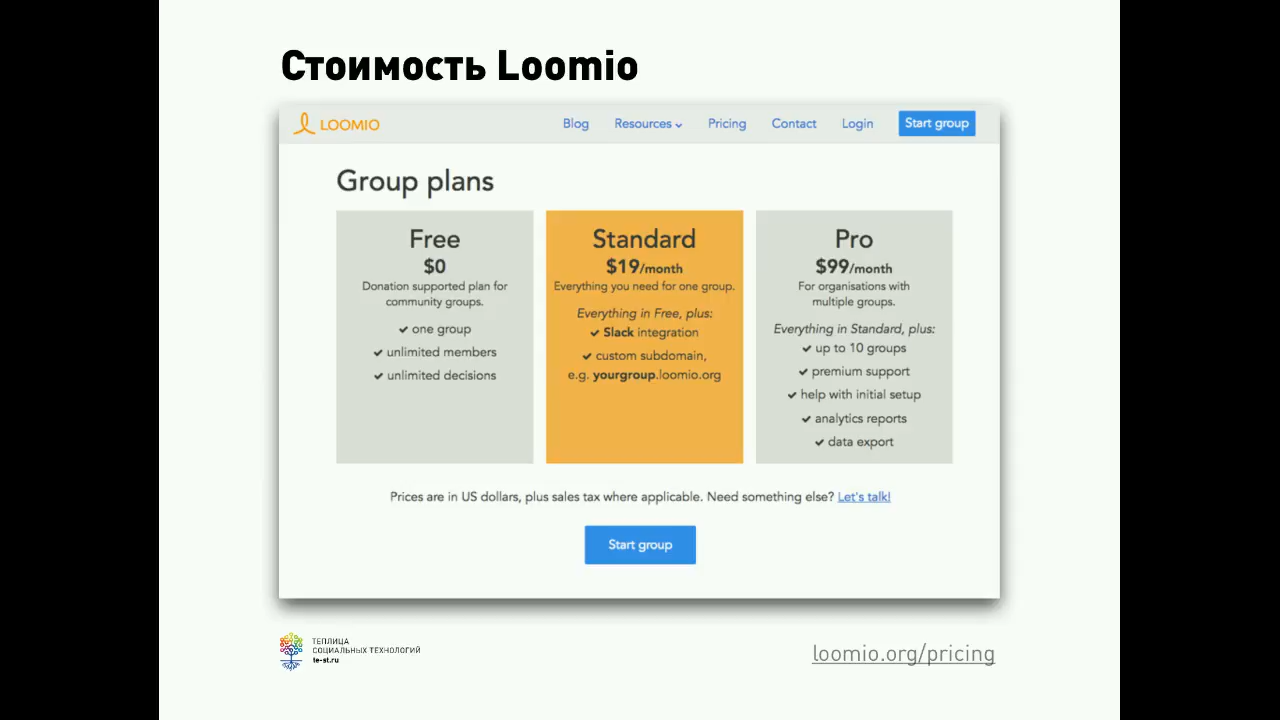 Стоимость Loomio
LOOMIO
Blog Resources Pricing Contact Login Start group
Group plans
Free
$0
Donation supported plan for
community groups.
✔ one group
✔ unlimited members
✔ unlimited decisions
Standard
$19/month
Everything you need for one group.
Everything in Free, plus:
✔ Slack integration
✔ custom subdomain,
e.g. yourgroup.loomio.org
Pro
$99/month
For organisations with
multiple groups.
Everything in Standard, plus:
✔ up to 10 groups
✔ premium support
✔ help with initial setup
✔ analytics reports
✔ data export
Prices are in US dollars, plus sales tax where applicable. Need something else? Let's talk!
Start group
ТЕПЛИЦА
СОЦИАЛЬНЫХ ТЕХНОЛОГИЙ
te-st.ru
loomio.org/pricing